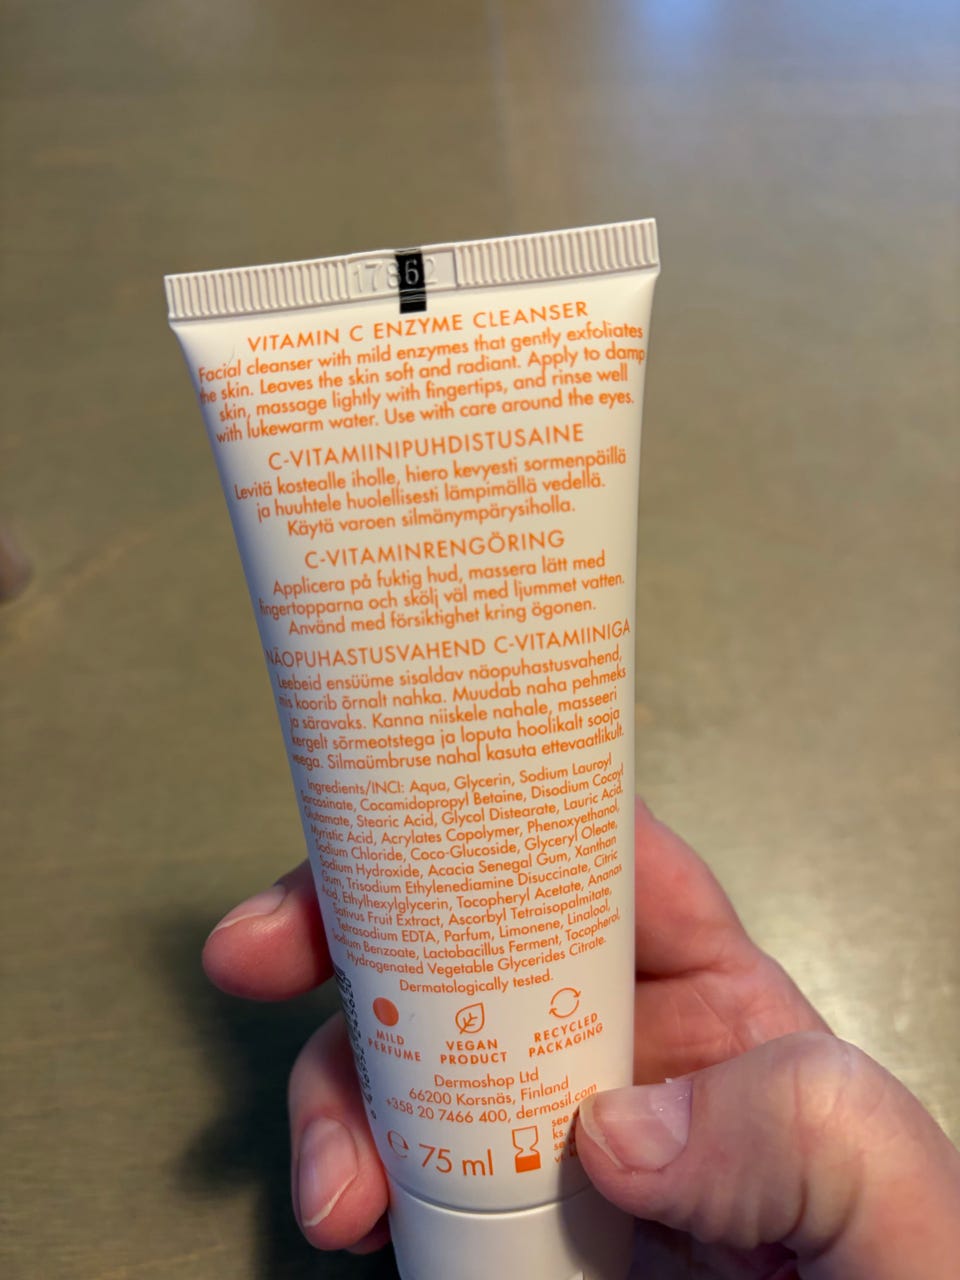 17862
VITAMIN C ENZYME CLEANSER
Facial cleanser with mild enzymes that gently exfoliates
the skin. Leaves the skin soft and radiant. Apply to damp
skin, massage lightly with fingertips, and rinse well
with lukewarm water. Use with care around the eyes.
C-VITAMIINIPUHDISTUSAINE
Levitä kostealle iholle, hiero kevyesti sormenpäillä
ja huuhtele huolellisesti lämpimällä vedellä.
Käytä varoen silmänympärysiholla.
C-VITAMINRENGÖRING
Applicera på fuktig hud, massera lätt med
fingertopparna och skölj väl med ljummet vatten.
Använd med försiktighet kring ögonen.
NÄOPUHASTUSVAHEND C-VITAMIINIGA
Leebeid ensüüme sisaldav näopuhastusvahend,
mis koorib õrnalt nahka. Muudab naha pehmeks
ja säravaks. Kanna niiskele nahale, masseeri
kergelt sõrmeotstega ja loputa hoolikalt sooja
veega. Silmaümbruse nahal kasuta ettevaatlikult.
Ingredients/INCI: Aqua, Glycerin, Sodium Lauroyl
Sarcosinate, Cocamidopropyl Betaine, Disodium Cocoyl
Glutamate, Stearic Acid, Glycol Distearate, Lauric Acid,
Myristic Acid, Acrylates Copolymer, Phenoxyethanol,
Sodium Chloride, Coco-Glucoside, Glyceryl Oleate,
Sodium Hydroxide, Acacia Senegal Gum, Xanthan
Gum, Trisodium Ethylenediamine Disuccinate, Citric
Acid, Ethylhexylglycerin, Tocopheryl Acetate, Ananas
Sativus Fruit Extract, Ascorbyl Tetraisopalmitate,
Tetrasodium EDTA, Parfum, Limonene, Linalool,
Sodium Benzoate, Lactobacillus Ferment, Tocopherol,
Hydrogenated Vegetable Glycerides Citrate.
Dermatologically tested.
MILD
PERFUME
VEGAN
PRODUCT
RECYCLED
PACKAGING
Dermoshop Ltd
66200 Korsnäs, Finland
+358 20 7466 400, dermosil.com
e 75 ml
see
ks.
se